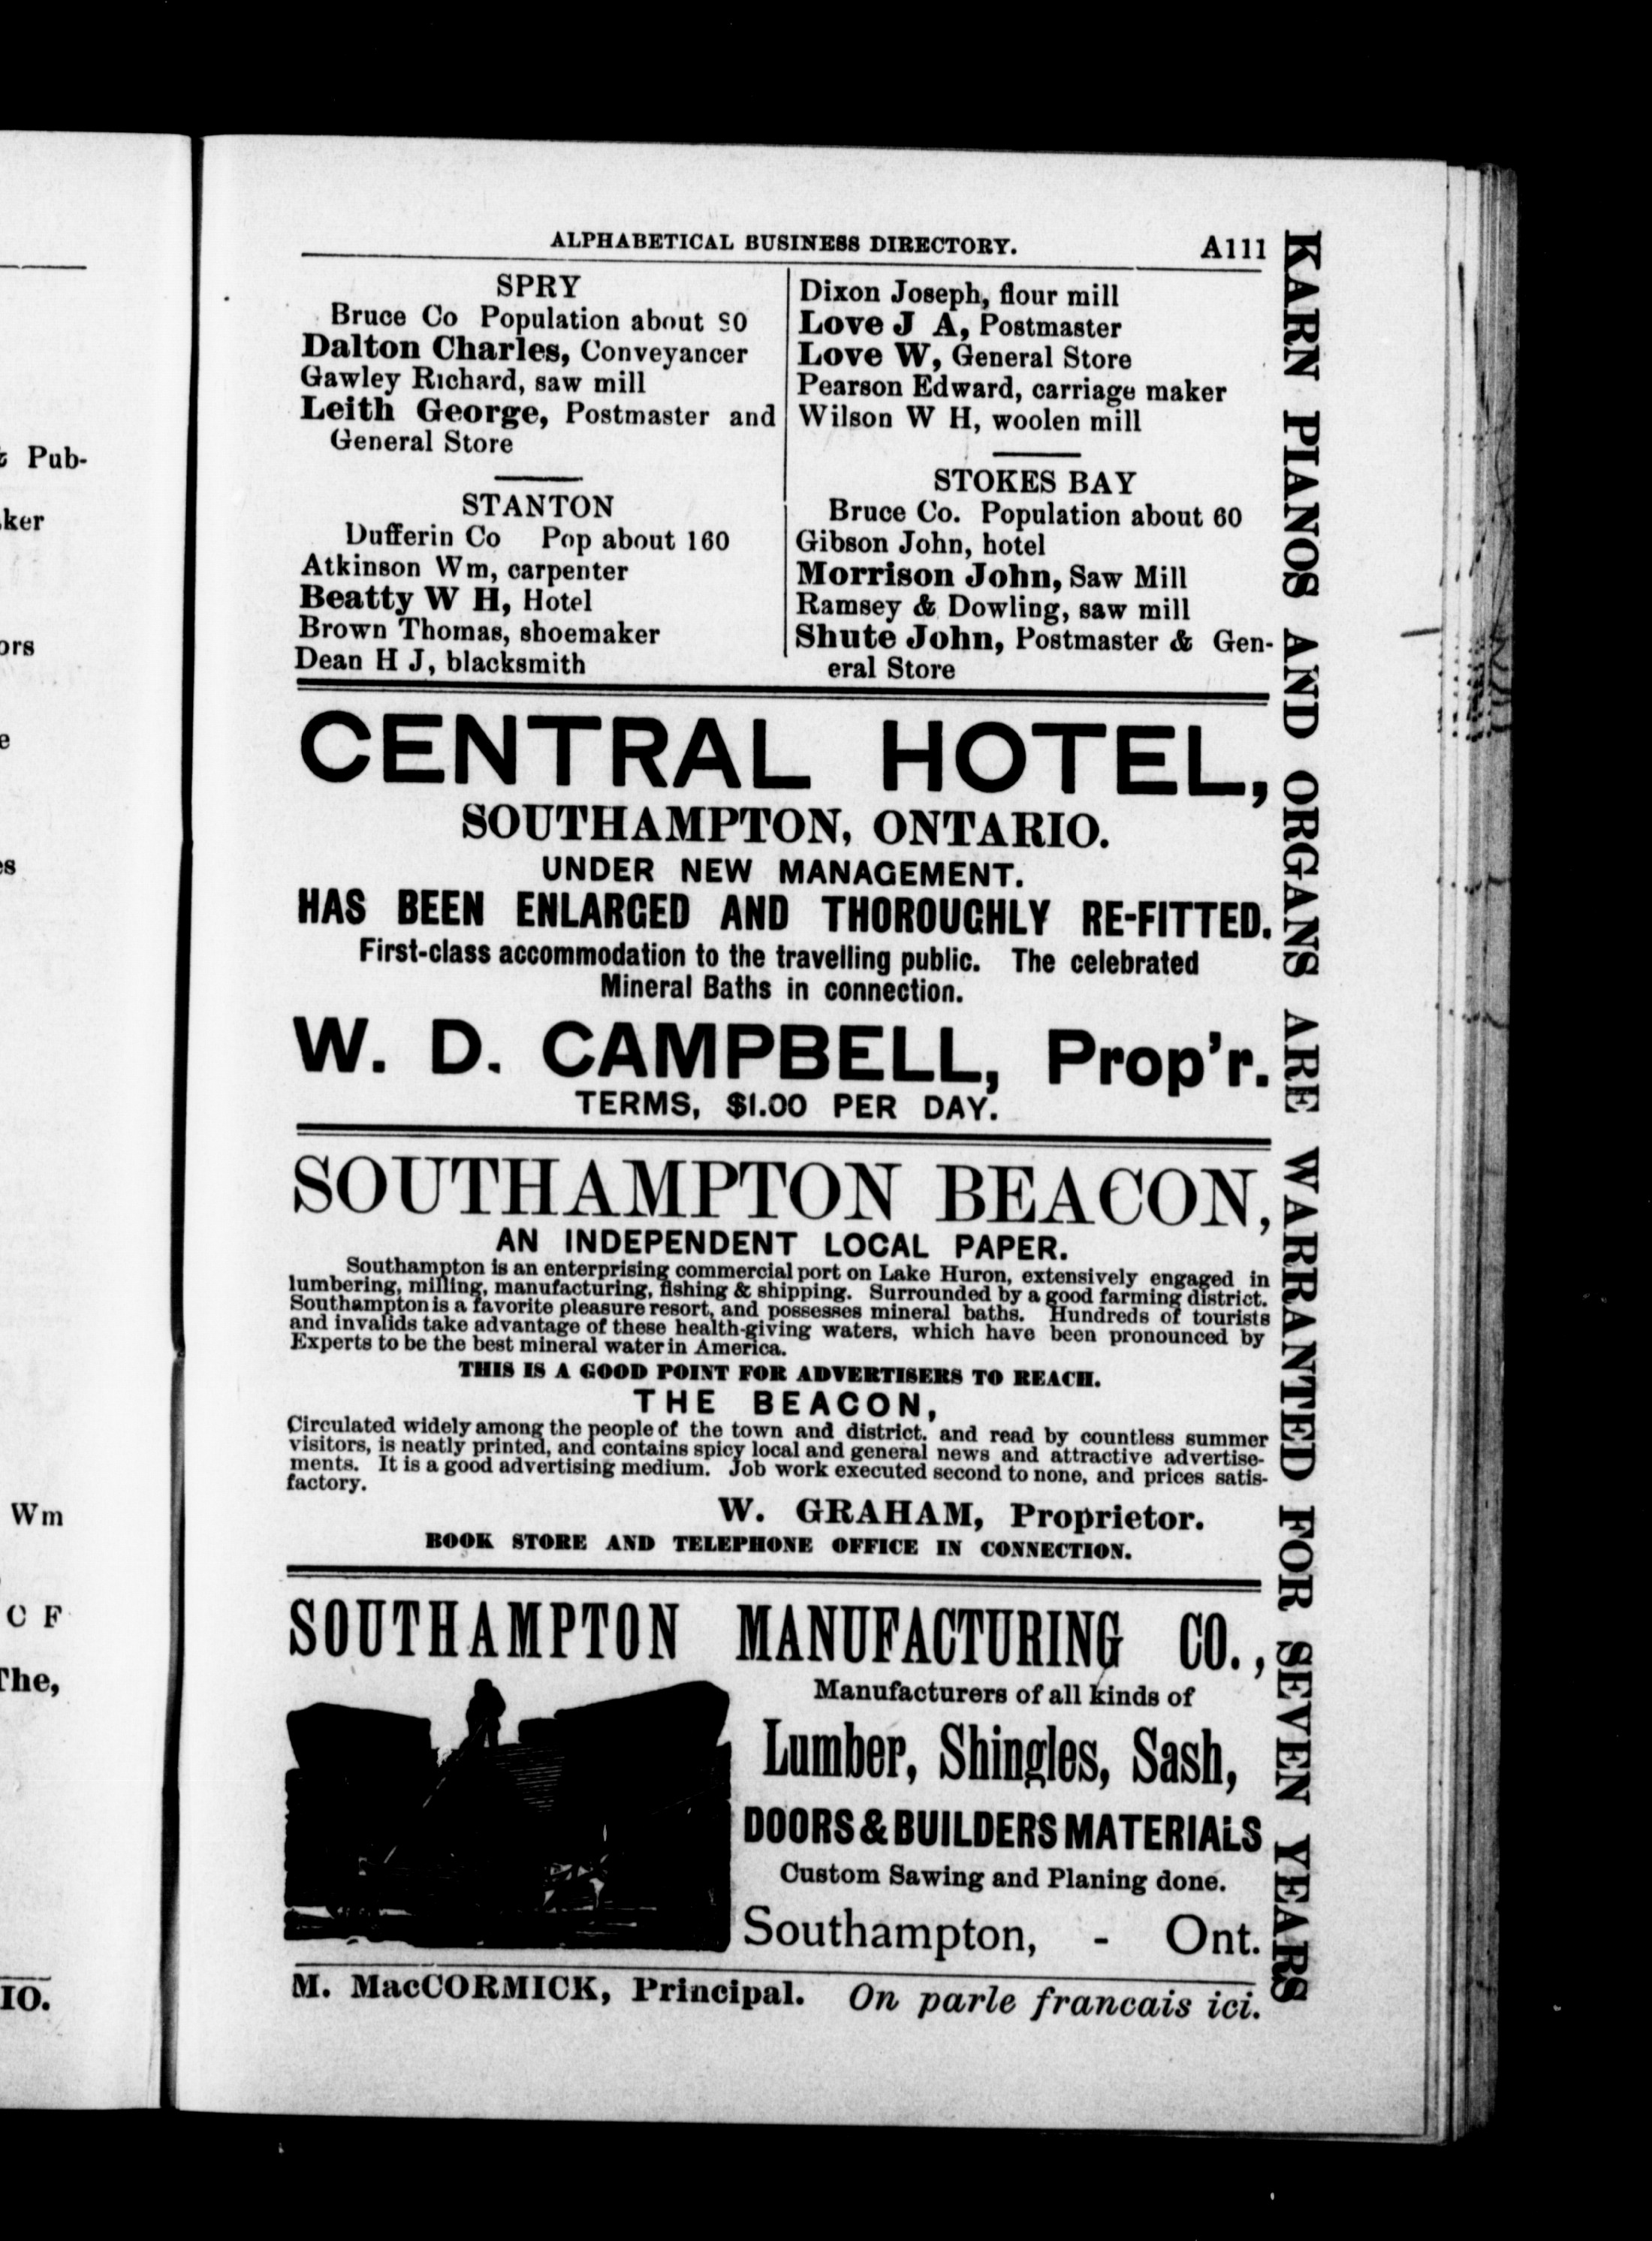 ALPHABETICAL BUSINESS DIRECTORY. A111
SPRY
Bruce Co Population about
Dalton Charles, Conveyancer
Gawley Richard, saw mill
Leith George, Postmaster and
General Store
STANTON
Dufferin Co Pop about 160
Atkinson Wm, carpenter
Beatty W H, Hotel
Brown Thomas, shoemaker
Dean H J, blacksmith
Dixon Joseph, flour mill
Love J A, Postmaster
Love W, General Store
Pearson Edward, carriage maker
Wilson W H, woolen mill
STOKES BAY
Bruce Co. Population about 60
Gibson John, hotel
Morrison John, Saw Mill
Ramsey & Dowling, saw mill
Shute John, Postmaster & Gen-
eral Store
CENTRAL HOTEL,
SOUTHAMPTON, ONTARIO.
UNDER NEW MANAGEMENT.
HAS BEEN ENLARGED AND THOROUGHLY RE-FITTED.
First-class accommodation to the travelling public. The celebrated
Mineral Baths in connection.
W. D. CAMPBELL, Prop'r.
TERMS, $1.00 PER DAY.
SOUTHAMPTON BEACON,
AN INDEPENDENT LOCAL PAPER.
Southampton is an enterprising commercial port on Lake Huron, extensively engaged in
lumbering, milling, manufacturing, fishing & shipping. Surrounded by a good farming district.
Southampton is a favorite pleasure resort, and possesses mineral baths. Hundreds of tourists
and invalids take advantage of these health-giving waters, which have been pronounced by
Experts to be the best mineral water in America.
THIS IS A GOOD POINT FOR ADVERTISERS TO REACH.
THE BEACON,
Circulated widely among the people of the town and district. and read by countless summer
visitors, is neatly printed, and contains spicy local and general news and attractive advertise-
ments. It is a good advertising medium. Job work executed second to none, and prices satis-
factory.
W. GRAHAM, Proprietor.
BOOK STORE AND TELEPHONE OFFICE IN CONNECTION.
SOUTHAMPTON MANUFACTURING CO.,
Manufacturers of all kinds of
Lumber, Shingles, Sash,
DOORS & BUILDERS MATERIALS
Custom Sawing and Planing done.
Southampton, - Ont.
M. MacCORMICK, Principal. On parle francais ici.
KARN PIANOS AND ORGANS ARE WARRANTED FOR SEVEN YEARS
Pub-
Wm
C F
The,